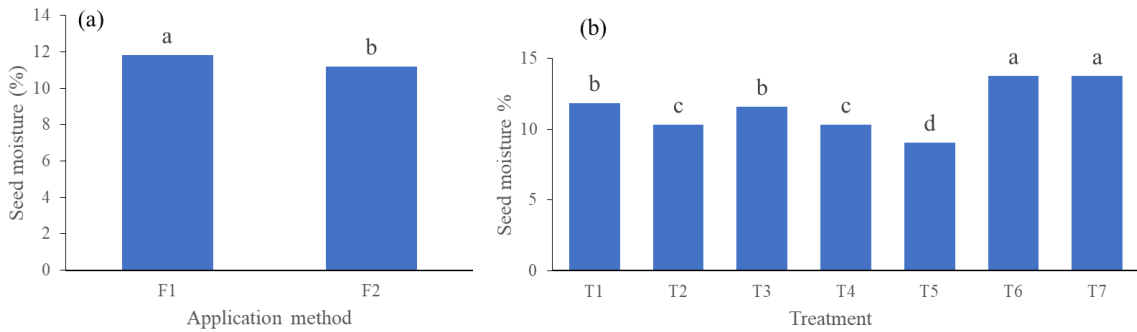 (a)
Seed moisture (%)
14
12
10
8
6
4
2
0
a
b
F1
F2
Application method
(b)
Seed moisture %
15
10
5
0
b
c
b
c
d
a
a
T1
T2
T3
T4
T5
T6
T7
Treatment